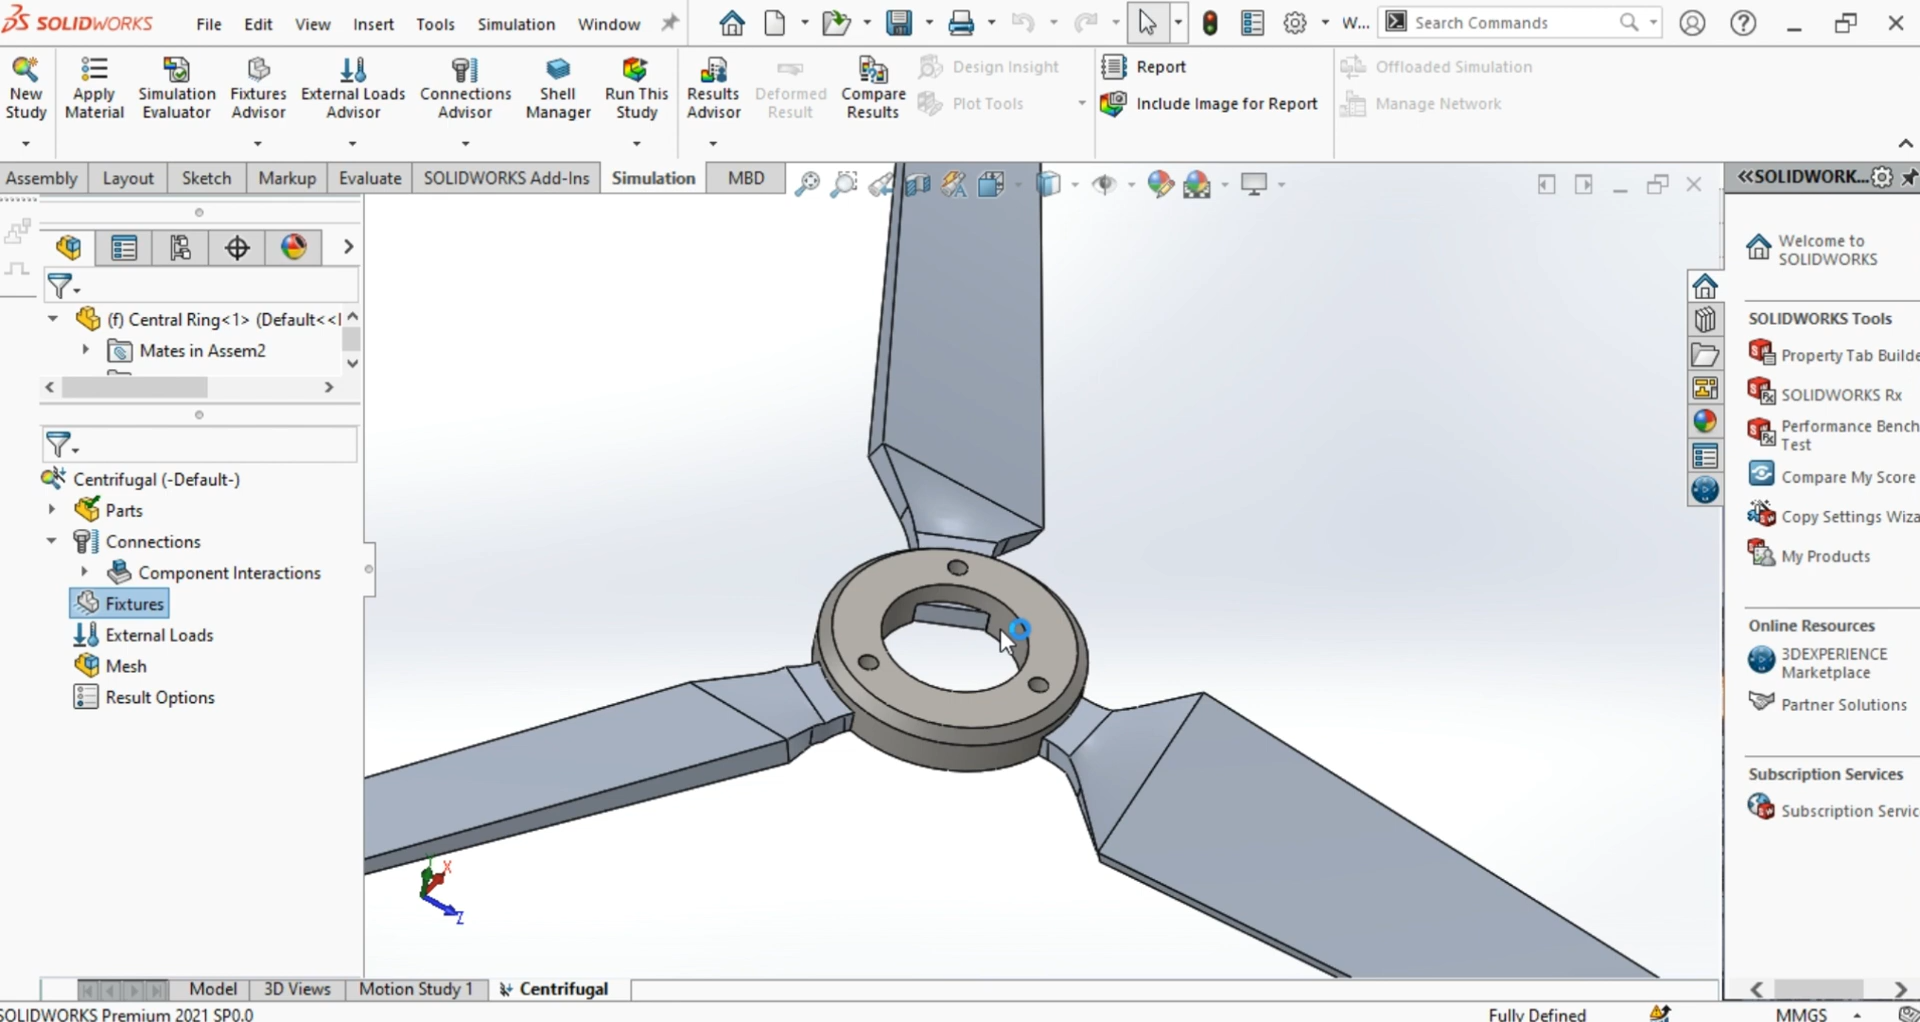 SOLIDWORKS
File Edit View Insert Tools Simulation Window
W...
Search Commands
New Study
Apply Material
Simulation Evaluator
Fixtures Advisor
External Loads Advisor
Connections Advisor
Shell Manager
Run This Study
Results Advisor
Deformed Result
Compare Results
Design Insight
Plot Tools
Report
Include Image for Report
Offloaded Simulation
Manage Network
Assembly Layout Sketch Markup Evaluate SOLIDWORKS Add-Ins Simulation MBD
(f) Central Ring<1> (Default<<I
Mates in Assem2
Centrifugal (-Default-)
Parts
Connections
Component Interactions
Fixtures
External Loads
Mesh
Result Options
Y
X
Z
SOLIDWORK...
Welcome to
SOLIDWORKS
SOLIDWORKS Tools
Property Tab Builde
SOLIDWORKS Rx
Performance Bench
Test
Compare My Score
Copy Settings Wiza
My Products
Online Resources
3DEXPERIENCE
Marketplace
Partner Solutions
Subscription Services
Subscription Servic
Model 3D Views Motion Study 1 Centrifugal
SOLIDWORKS Premium 2021 SP0.0
Fully Defined
MMGS